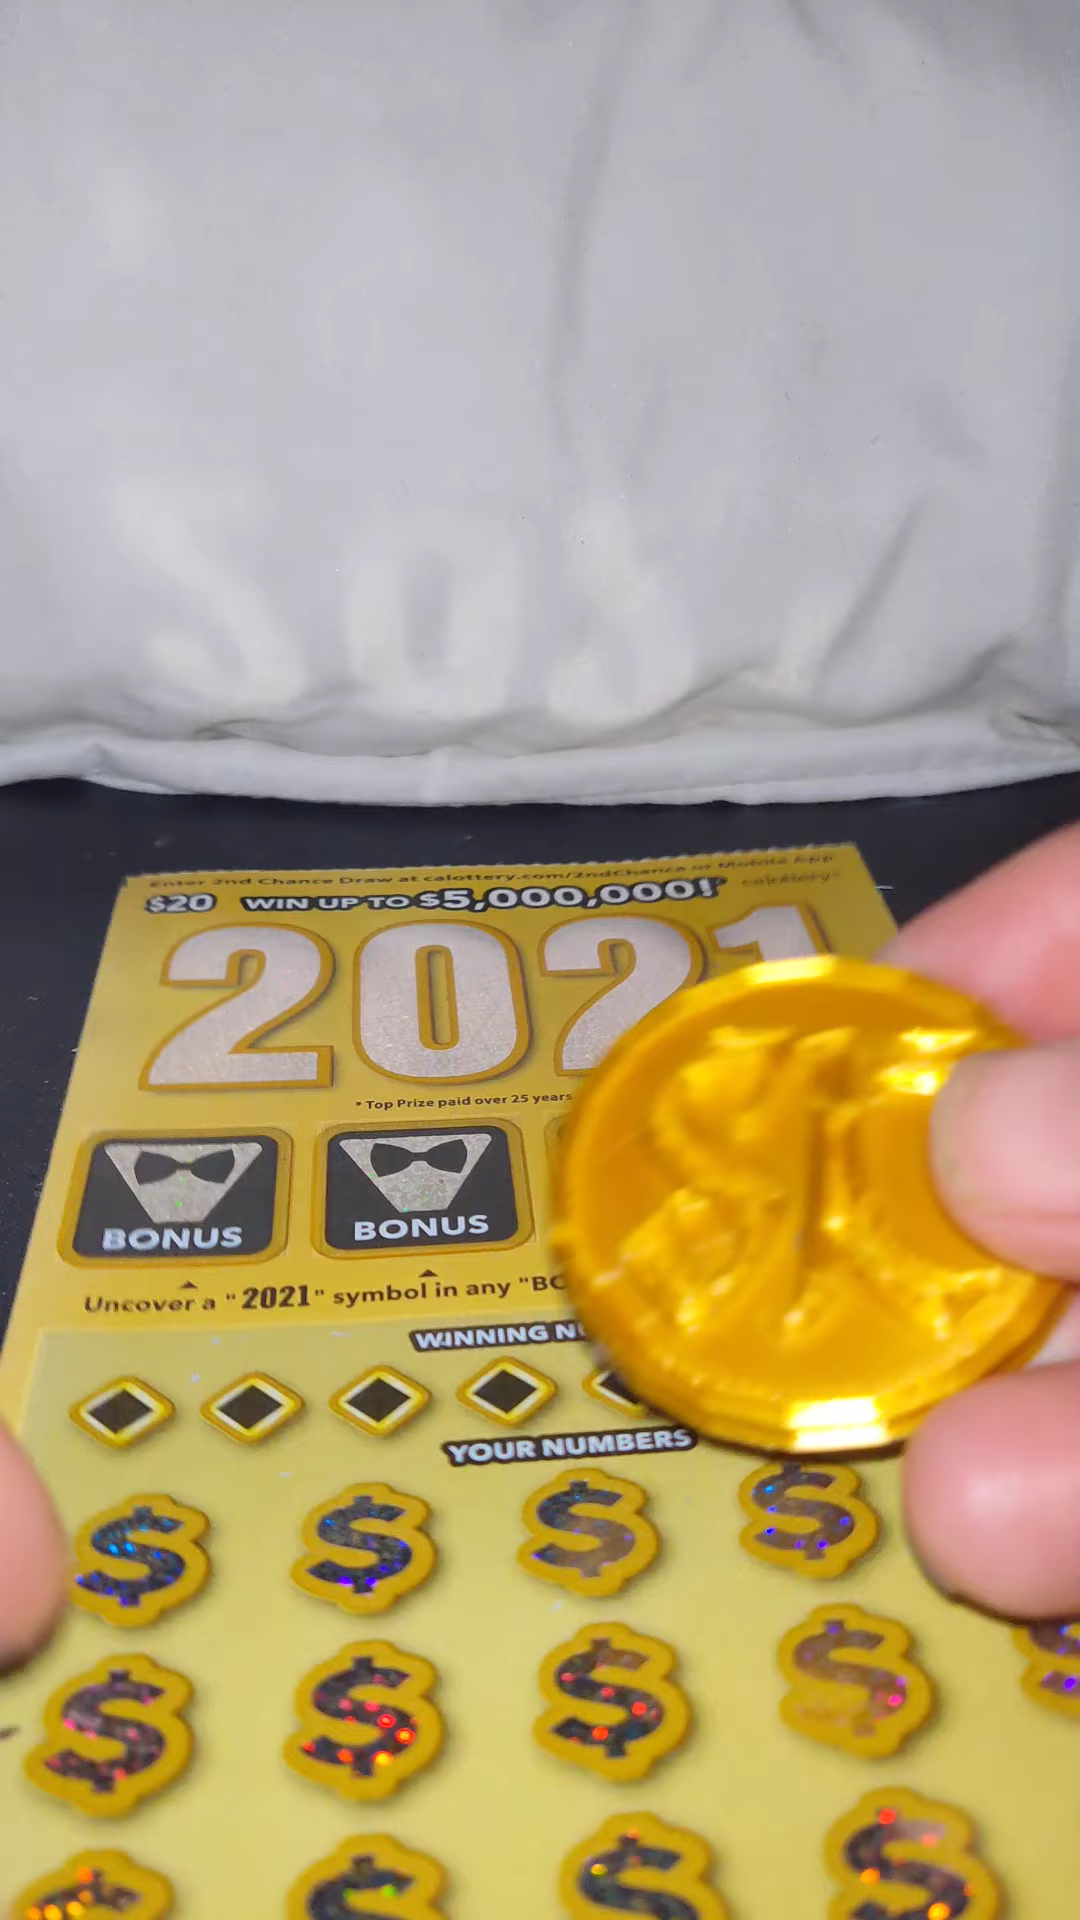 Enter 2nd Chance Draw at calottery.com/2ndChance or Mobile App
$20 WIN UP TO $5,000,000!* calottery
2021
* Top Prize paid over 25 years
BONUS BONUS
Uncover a "2021" symbol in any
WINNING
YOUR NUMBERS
$ $ $ $
$ $ $ $ $
$ $ $ $